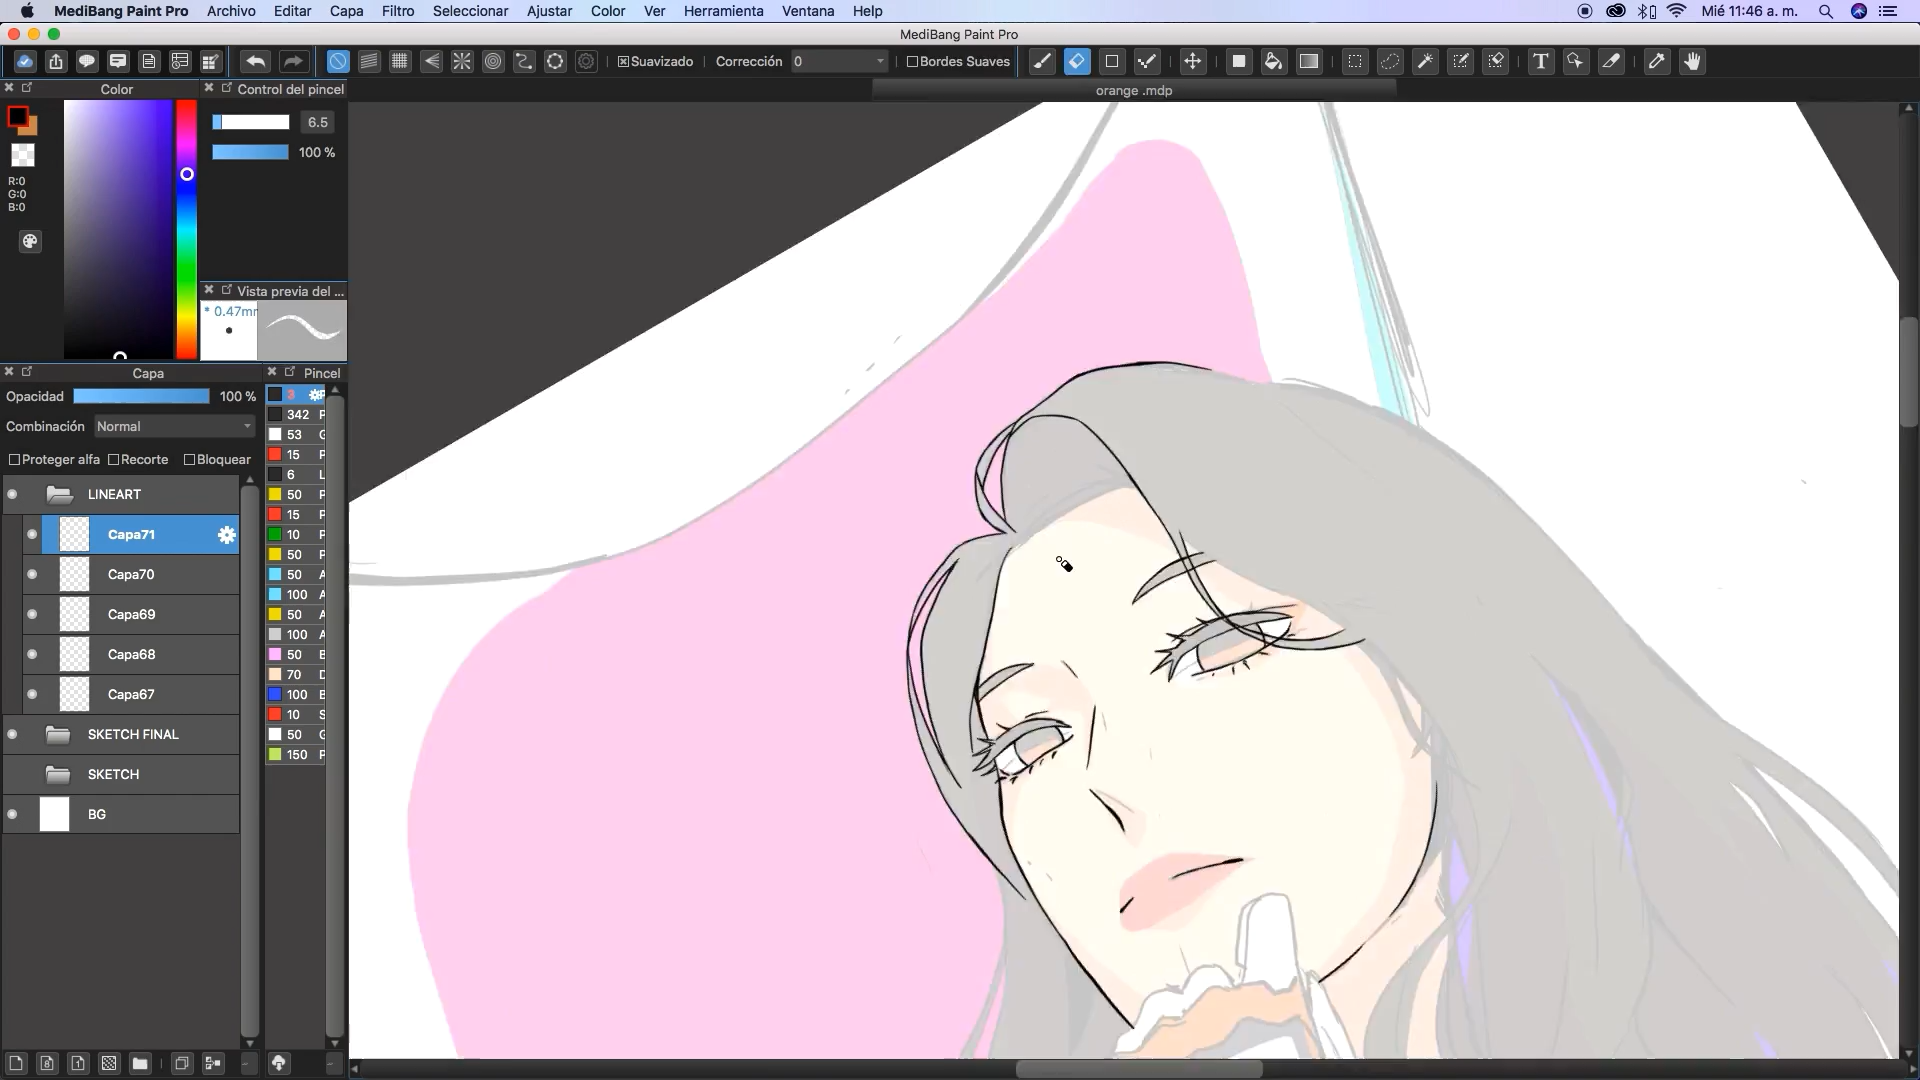 MediBang Paint Pro Archivo Editar Capa Filtro Seleccionar Ajustar Color Ver Herramienta Ventana Help Mié 11:46 a. m.
MediBang Paint Pro
Suavizado Corrección 0 Bordes Suaves T
Color Control del pincel orange .mdp
6.5
100 %
R:0
G:0
B:0
Vista previa del ...
* 0.47mm
Capa Pincel
Opacidad 100 %
Combinación Normal
Proteger alfa Recorte Bloquear
LINEART
Capa71
Capa70
Capa69
Capa68
Capa67
SKETCH FINAL
SKETCH
BG
3 P
342 P
53 G
15 P
6 L
50 P
15 P
10 P
50 P
50 A
100 A
50 A
100 A
50 B
70 D
100 B
10 S
50 G
150 P